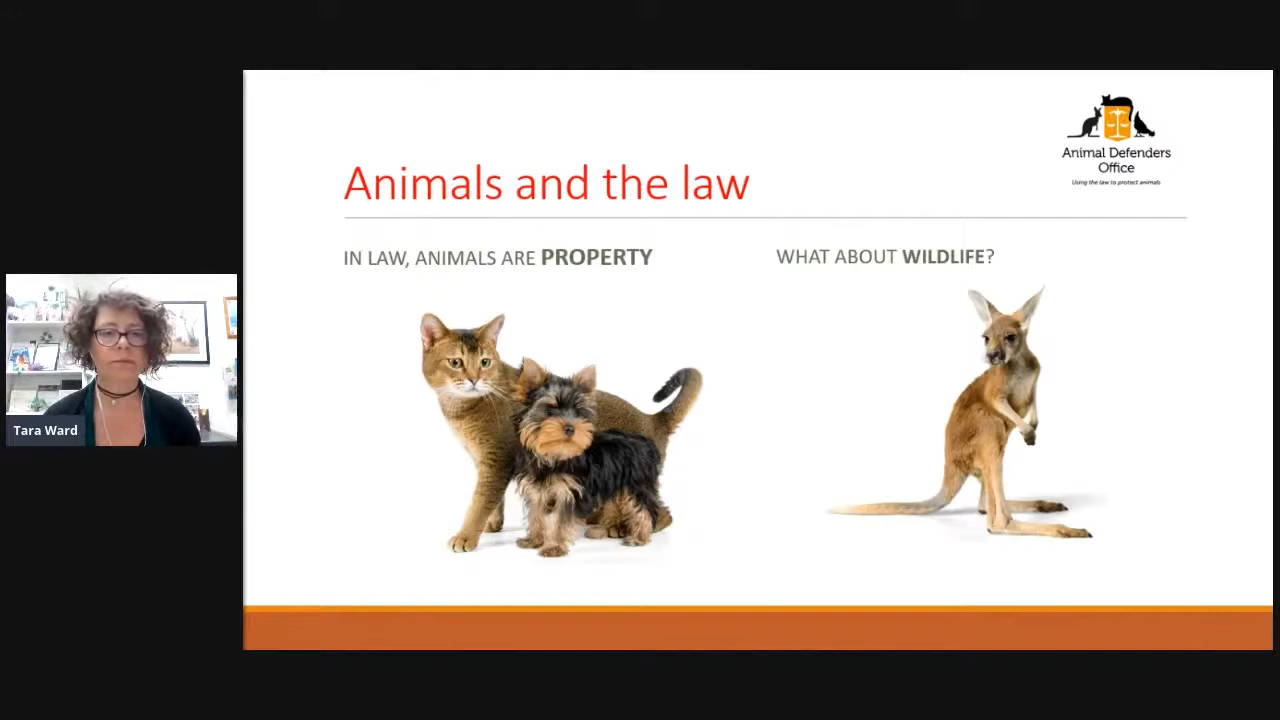 Animal Defenders
Office
Using the law to protect animals
Animals and the law
IN LAW, ANIMALS ARE PROPERTY
WHAT ABOUT WILDLIFE?
Tara Ward